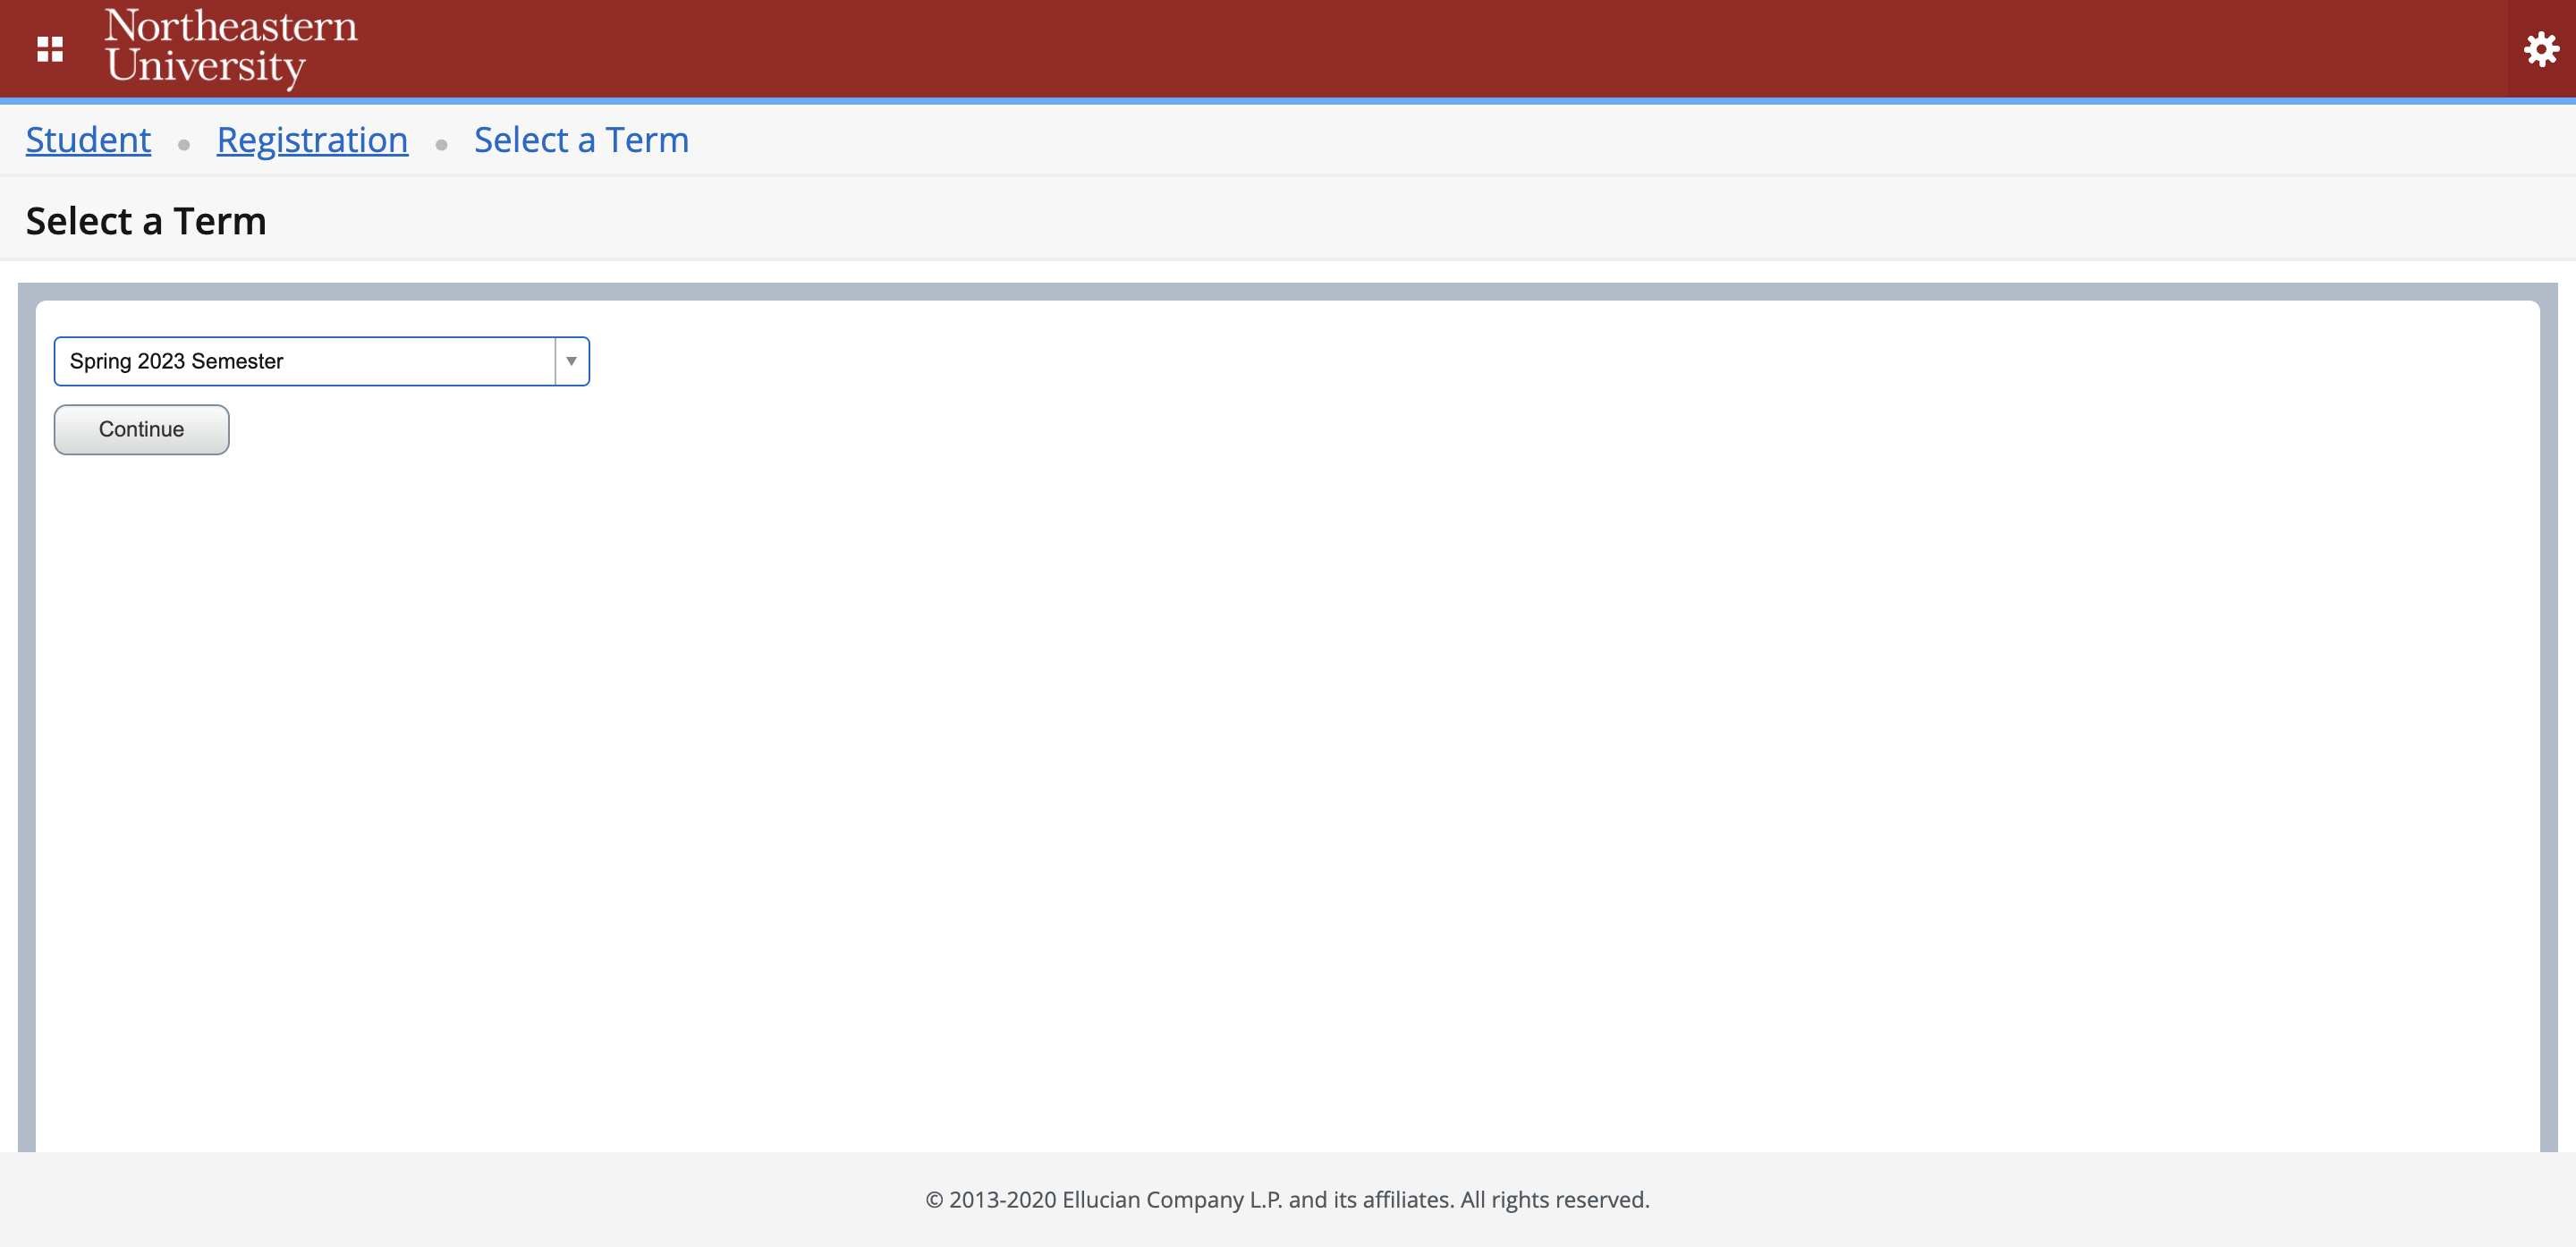 Northeastern
University
Student • Registration • Select a Term
Select a Term
Spring 2023 Semester
Continue
© 2013-2020 Ellucian Company L.P. and its affiliates. All rights reserved.